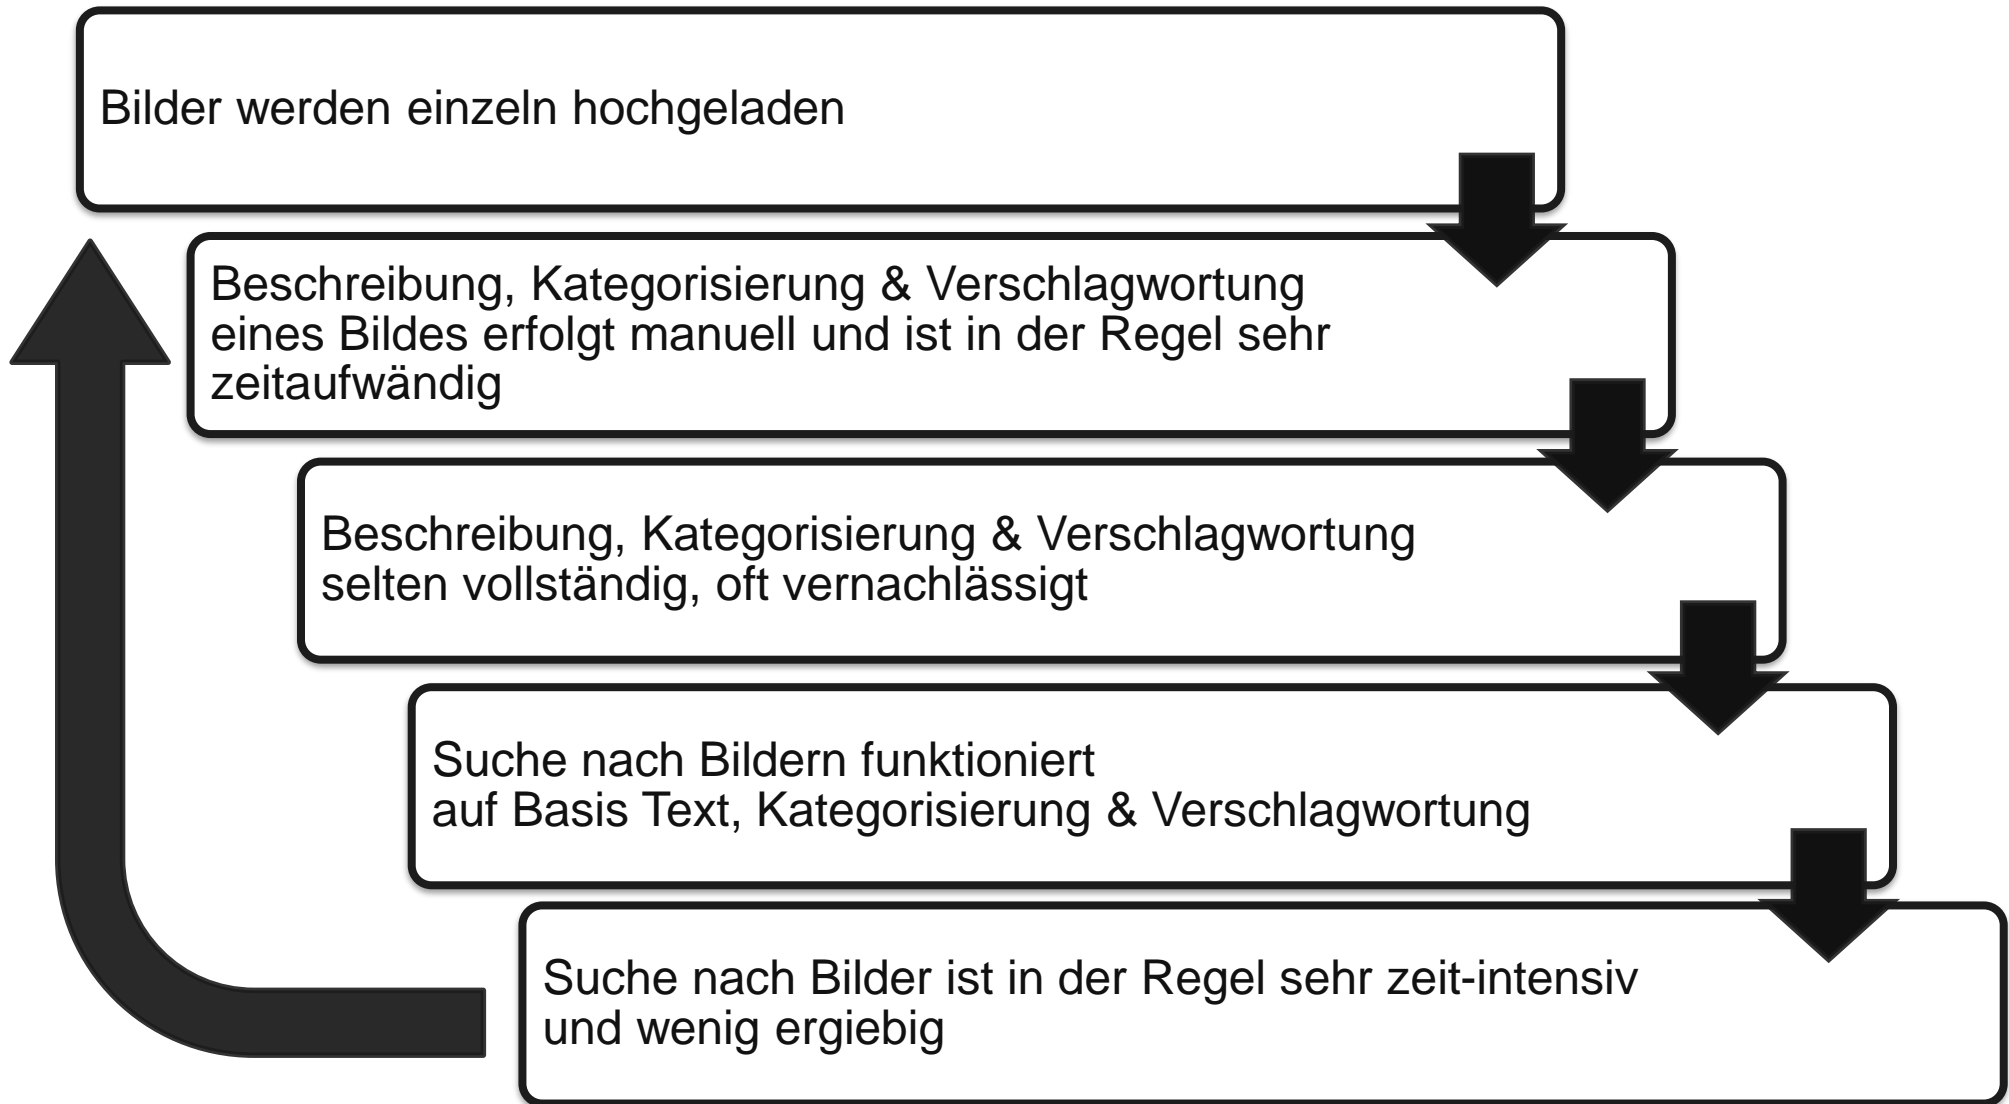 Bilder werden einzeln hochgeladen
Beschreibung, Kategorisierung & Verschlagwortung
eines Bildes erfolgt manuell und ist in der Regel sehr
zeitaufwändig
Beschreibung, Kategorisierung & Verschlagwortung
selten vollständig, oft vernachlässigt
Suche nach Bildern funktioniert
auf Basis Text, Kategorisierung & Verschlagwortung
Suche nach Bilder ist in der Regel sehr zeit-intensiv
und wenig ergiebig